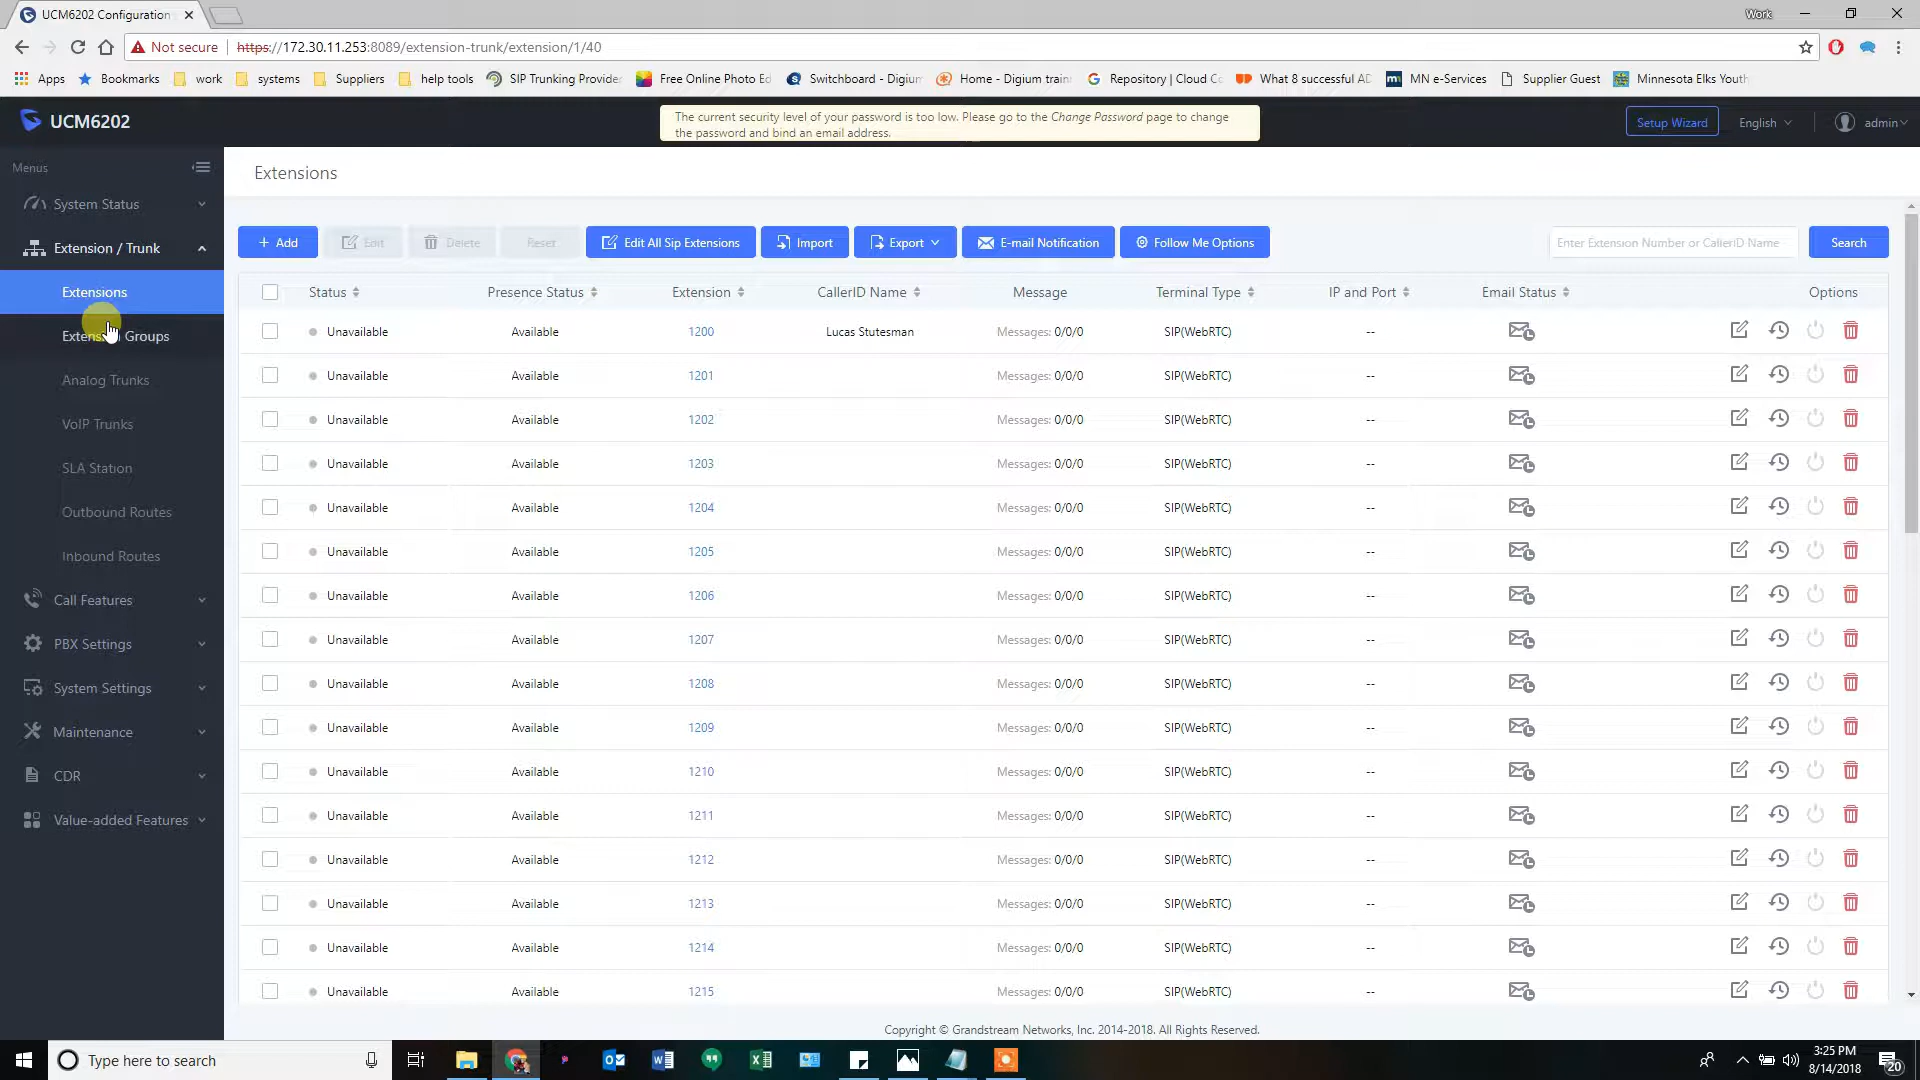 UCM6202 Configuration
Work
Not secure
https://172.30.11.253:8089/extension-trunk/extension/1/40
Apps
Bookmarks
work
systems
Suppliers
help tools
SIP Trunking Provide
Free Online Photo Ed
Switchboard - Digiu
Home - Digium train
Repository | Cloud C
What 8 successful AD
MN e-Services
Supplier Guest
Minnesota Elks Youth
UCM6202
The current security level of your password is too low. Please go to the Change Password page to change
the password and bind an email address.
Setup Wizard
English
admin
Menus
System Status
Extension / Trunk
Extensions
Groups
Analog Trunks
VoIP Trunks
SLA Station
Outbound Routes
Inbound Routes
Call Features
PBX Settings
System Settings
Maintenance
CDR
Value-added Features
Extensions
+ Add
Edit
Delete
Reset
Edit All Sip Extensions
Import
Export
E-mail Notification
Follow Me Options
Enter Extension Number or CallerID Name
Search
Status Presence Status Extension CallerID Name Message Terminal Type IP and Port Email Status Options
Unavailable Available 1200 Lucas Stutesman Messages: 0/0/0 SIP(WebRTC) --
Unavailable Available 1201 Messages: 0/0/0 SIP(WebRTC) --
Unavailable Available 1202 Messages: 0/0/0 SIP(WebRTC) --
Unavailable Available 1203 Messages: 0/0/0 SIP(WebRTC) --
Unavailable Available 1204 Messages: 0/0/0 SIP(WebRTC) --
Unavailable Available 1205 Messages: 0/0/0 SIP(WebRTC) --
Unavailable Available 1206 Messages: 0/0/0 SIP(WebRTC) --
Unavailable Available 1207 Messages: 0/0/0 SIP(WebRTC) --
Unavailable Available 1208 Messages: 0/0/0 SIP(WebRTC) --
Unavailable Available 1209 Messages: 0/0/0 SIP(WebRTC) --
Unavailable Available 1210 Messages: 0/0/0 SIP(WebRTC) --
Unavailable Available 1211 Messages: 0/0/0 SIP(WebRTC) --
Unavailable Available 1212 Messages: 0/0/0 SIP(WebRTC) --
Unavailable Available 1213 Messages: 0/0/0 SIP(WebRTC) --
Unavailable Available 1214 Messages: 0/0/0 SIP(WebRTC) --
Unavailable Available 1215 Messages: 0/0/0 SIP(WebRTC) --
Copyright © Grandstream Networks, Inc. 2014-2018. All Rights Reserved.
Type here to search
3:25 PM
8/14/2018
20